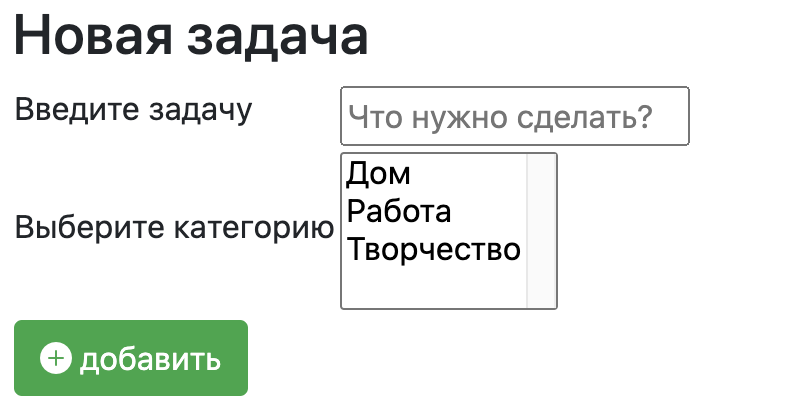 Новая задача
Введите задачу
Что нужно сделать?
Выберите категорию
Дом
Работа
Творчество
добавить